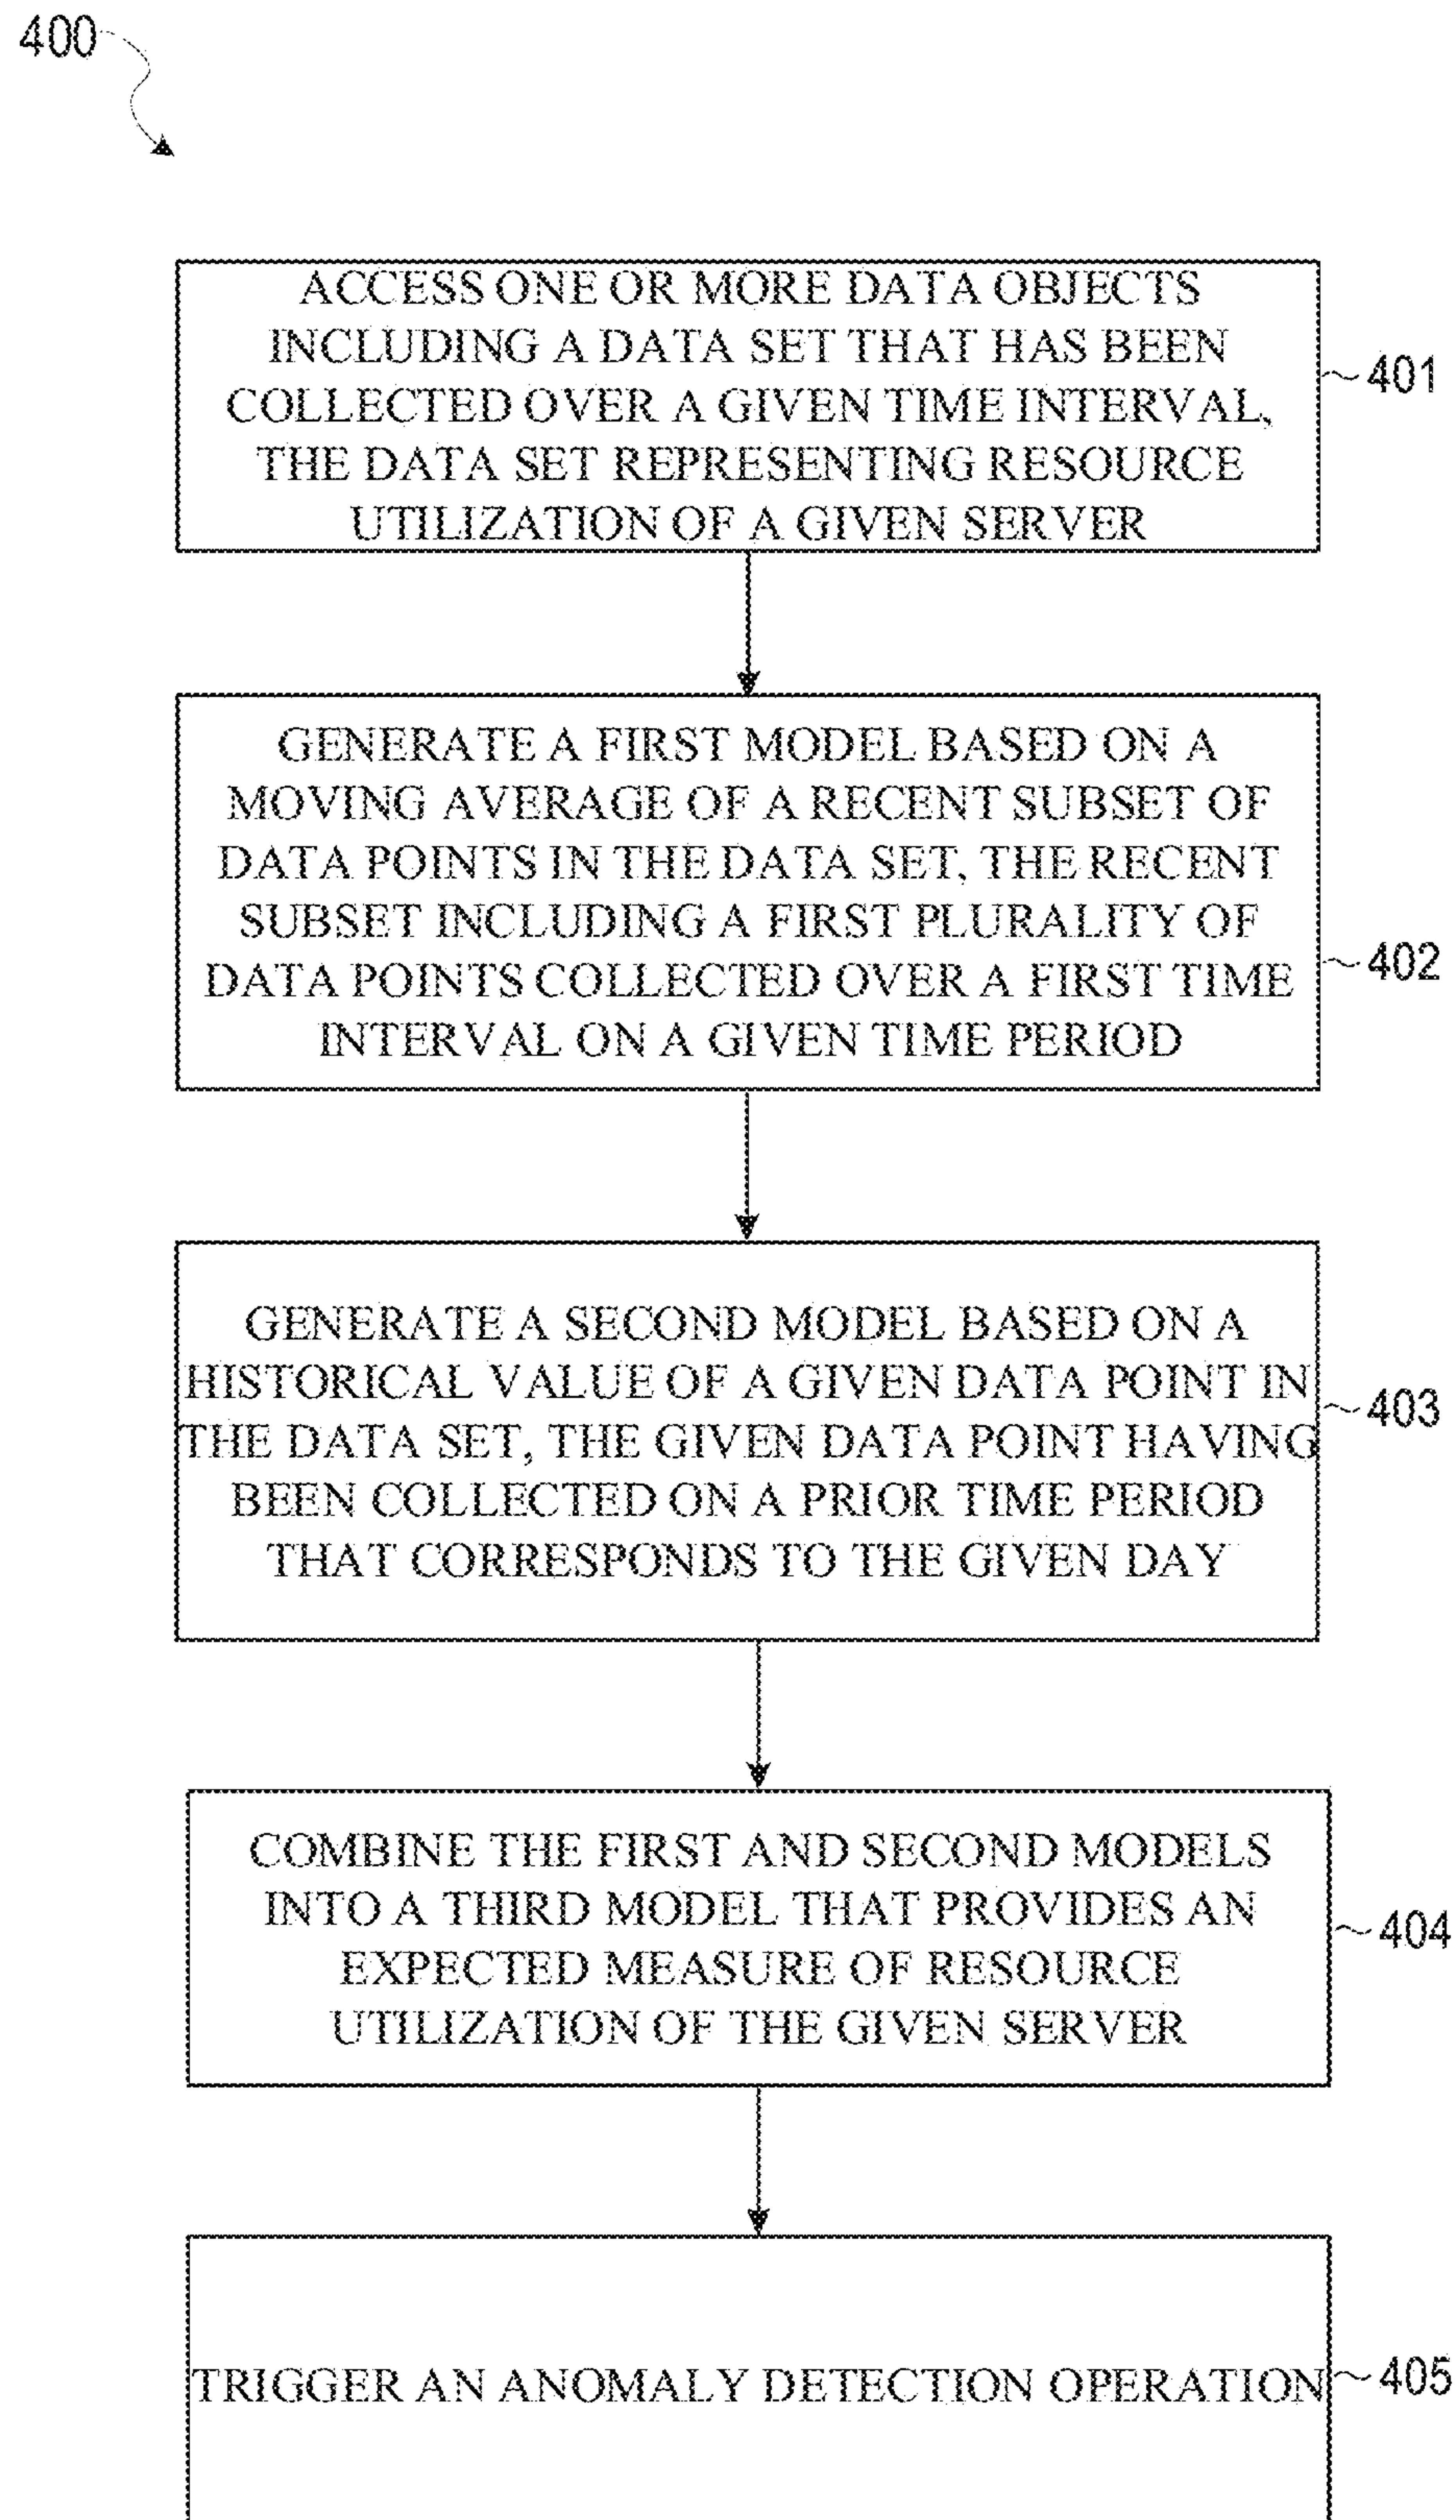 400
ACCESS ONE OR MORE DATA OBJECTS
INCLUDING A DATA SET THAT HAS BEEN
COLLECTED OVER A GIVEN TIME INTERVAL,
THE DATA SET REPRESENTING RESOURCE
UTILIZATION OF A GIVEN SERVER
401
GENERATE A FIRST MODEL BASED ON A
MOVING AVERAGE OF A RECENT SUBSET OF
DATA POINTS IN THE DATA SET, THE RECENT
SUBSET INCLUDING A FIRST PLURALITY OF
DATA POINTS COLLECTED OVER A FIRST TIME
INTERVAL ON A GIVEN TIME PERIOD
402
GENERATE A SECOND MODEL BASED ON A
HISTORICAL VALUE OF A GIVEN DATA POINT IN
THE DATA SET, THE GIVEN DATA POINT HAVING
BEEN COLLECTED ON A PRIOR TIME PERIOD
THAT CORRESPONDS TO THE GIVEN DAY
403
COMBINE THE FIRST AND SECOND MODELS
INTO A THIRD MODEL THAT PROVIDES AN
EXPECTED MEASURE OF RESOURCE
UTILIZATION OF THE GIVEN SERVER
404
TRIGGER AN ANOMALY DETECTION OPERATION
405